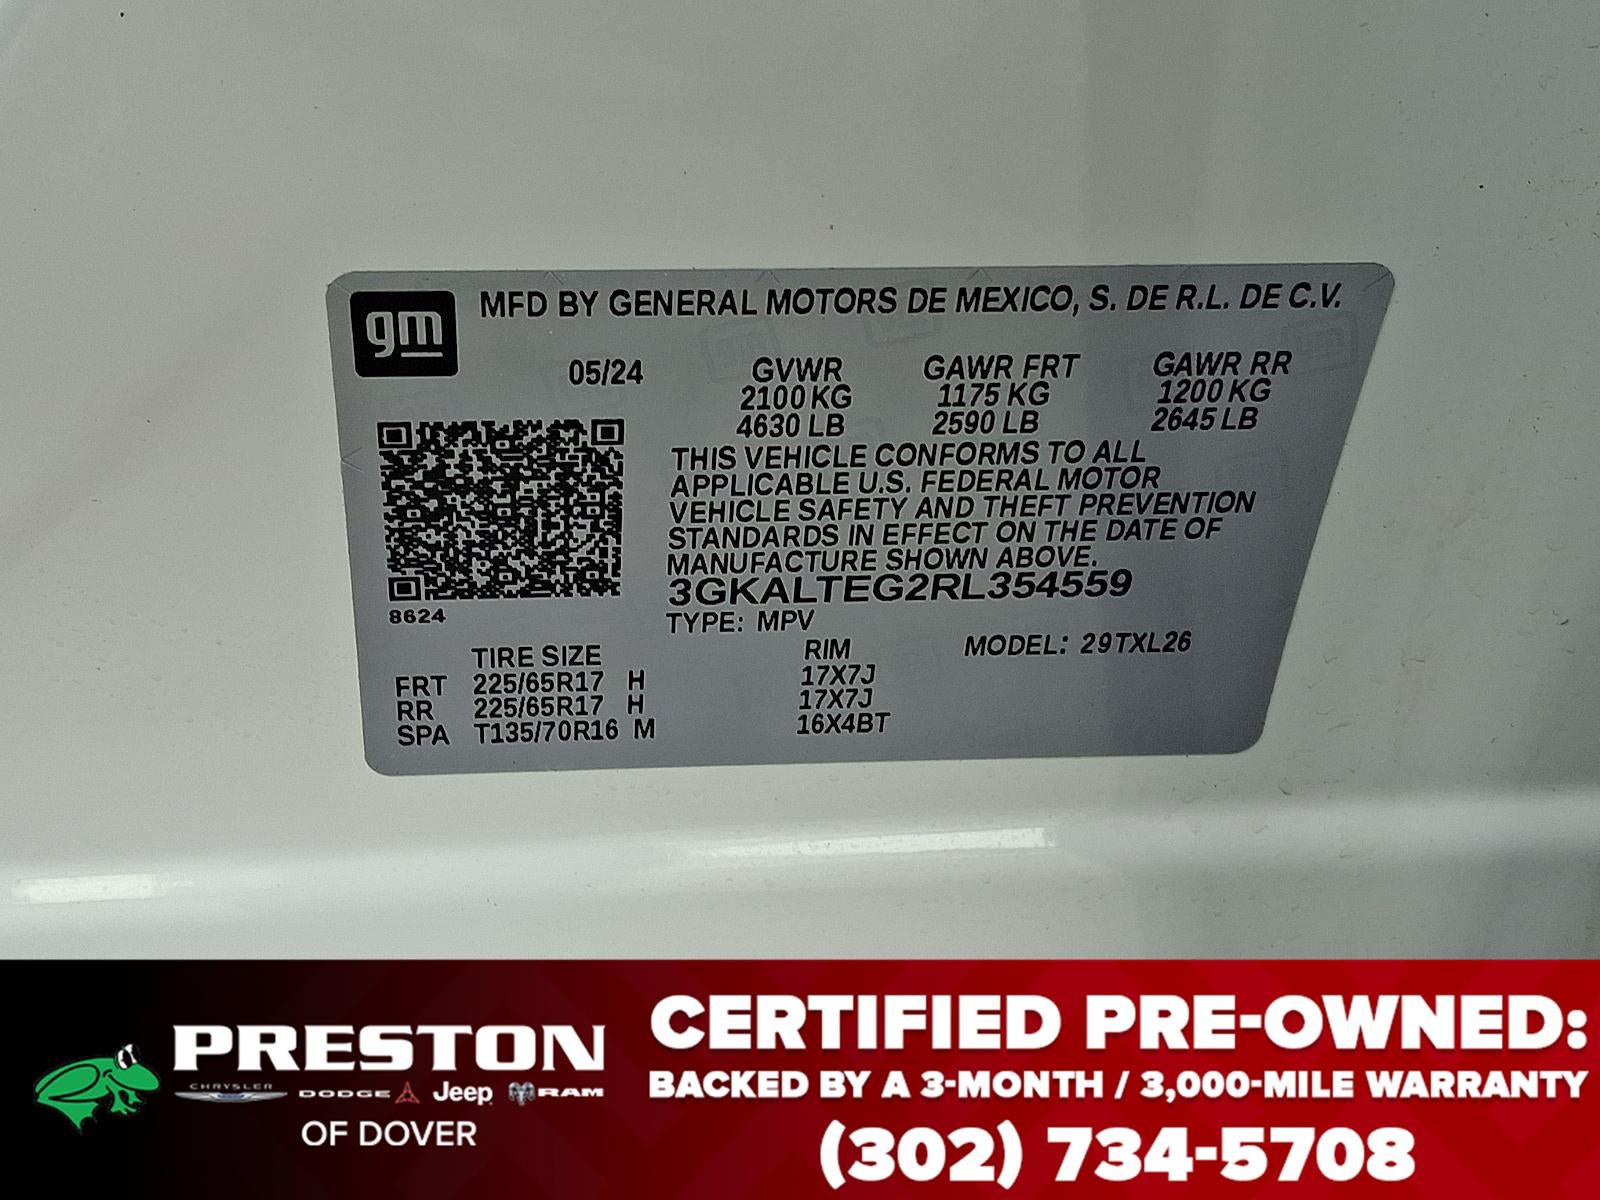 gm
MFD BY GENERAL MOTORS DE MEXICO, S. DE R.L. DE C.V.
05/24
GVWR GAWR FRT GAWR RR
2100 KG 1175 KG 1200 KG
4630 LB 2590 LB 2645 LB
THIS VEHICLE CONFORMS TO ALL
APPLICABLE U.S. FEDERAL MOTOR
VEHICLE SAFETY AND THEFT PREVENTION
STANDARDS IN EFFECT ON THE DATE OF
MANUFACTURE SHOWN ABOVE.
3GKALTEG2RL354559
8624
TYPE: MPV
TIRE SIZE RIM MODEL: 29TXL26
FRT 225/65R17 H 17X7J
RR 225/65R17 H 17X7J
SPA T135/70R16 M 16X4BT
PRESTON
CHRYSLER DODGE Jeep RAM
OF DOVER
CERTIFIED PRE-OWNED:
BACKED BY A 3-MONTH / 3,000-MILE WARRANTY
(302) 734-5708